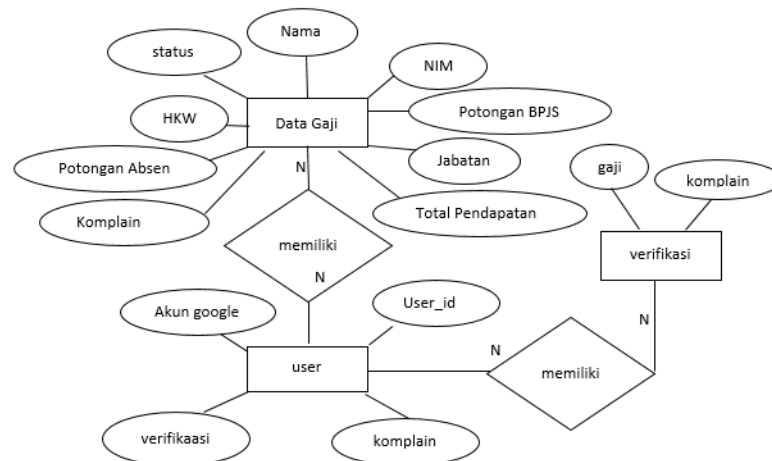 Nama
status
NIM
HKW
Data Gaji
Potongan BPJS
Potongan Absen
Jabatan
N
gaji
komplain
Komplain
Total Pendapatan
memiliki
verifikasi
N
Akun google
User_id
N
N
user
memiliki
verifikaasi
komplain